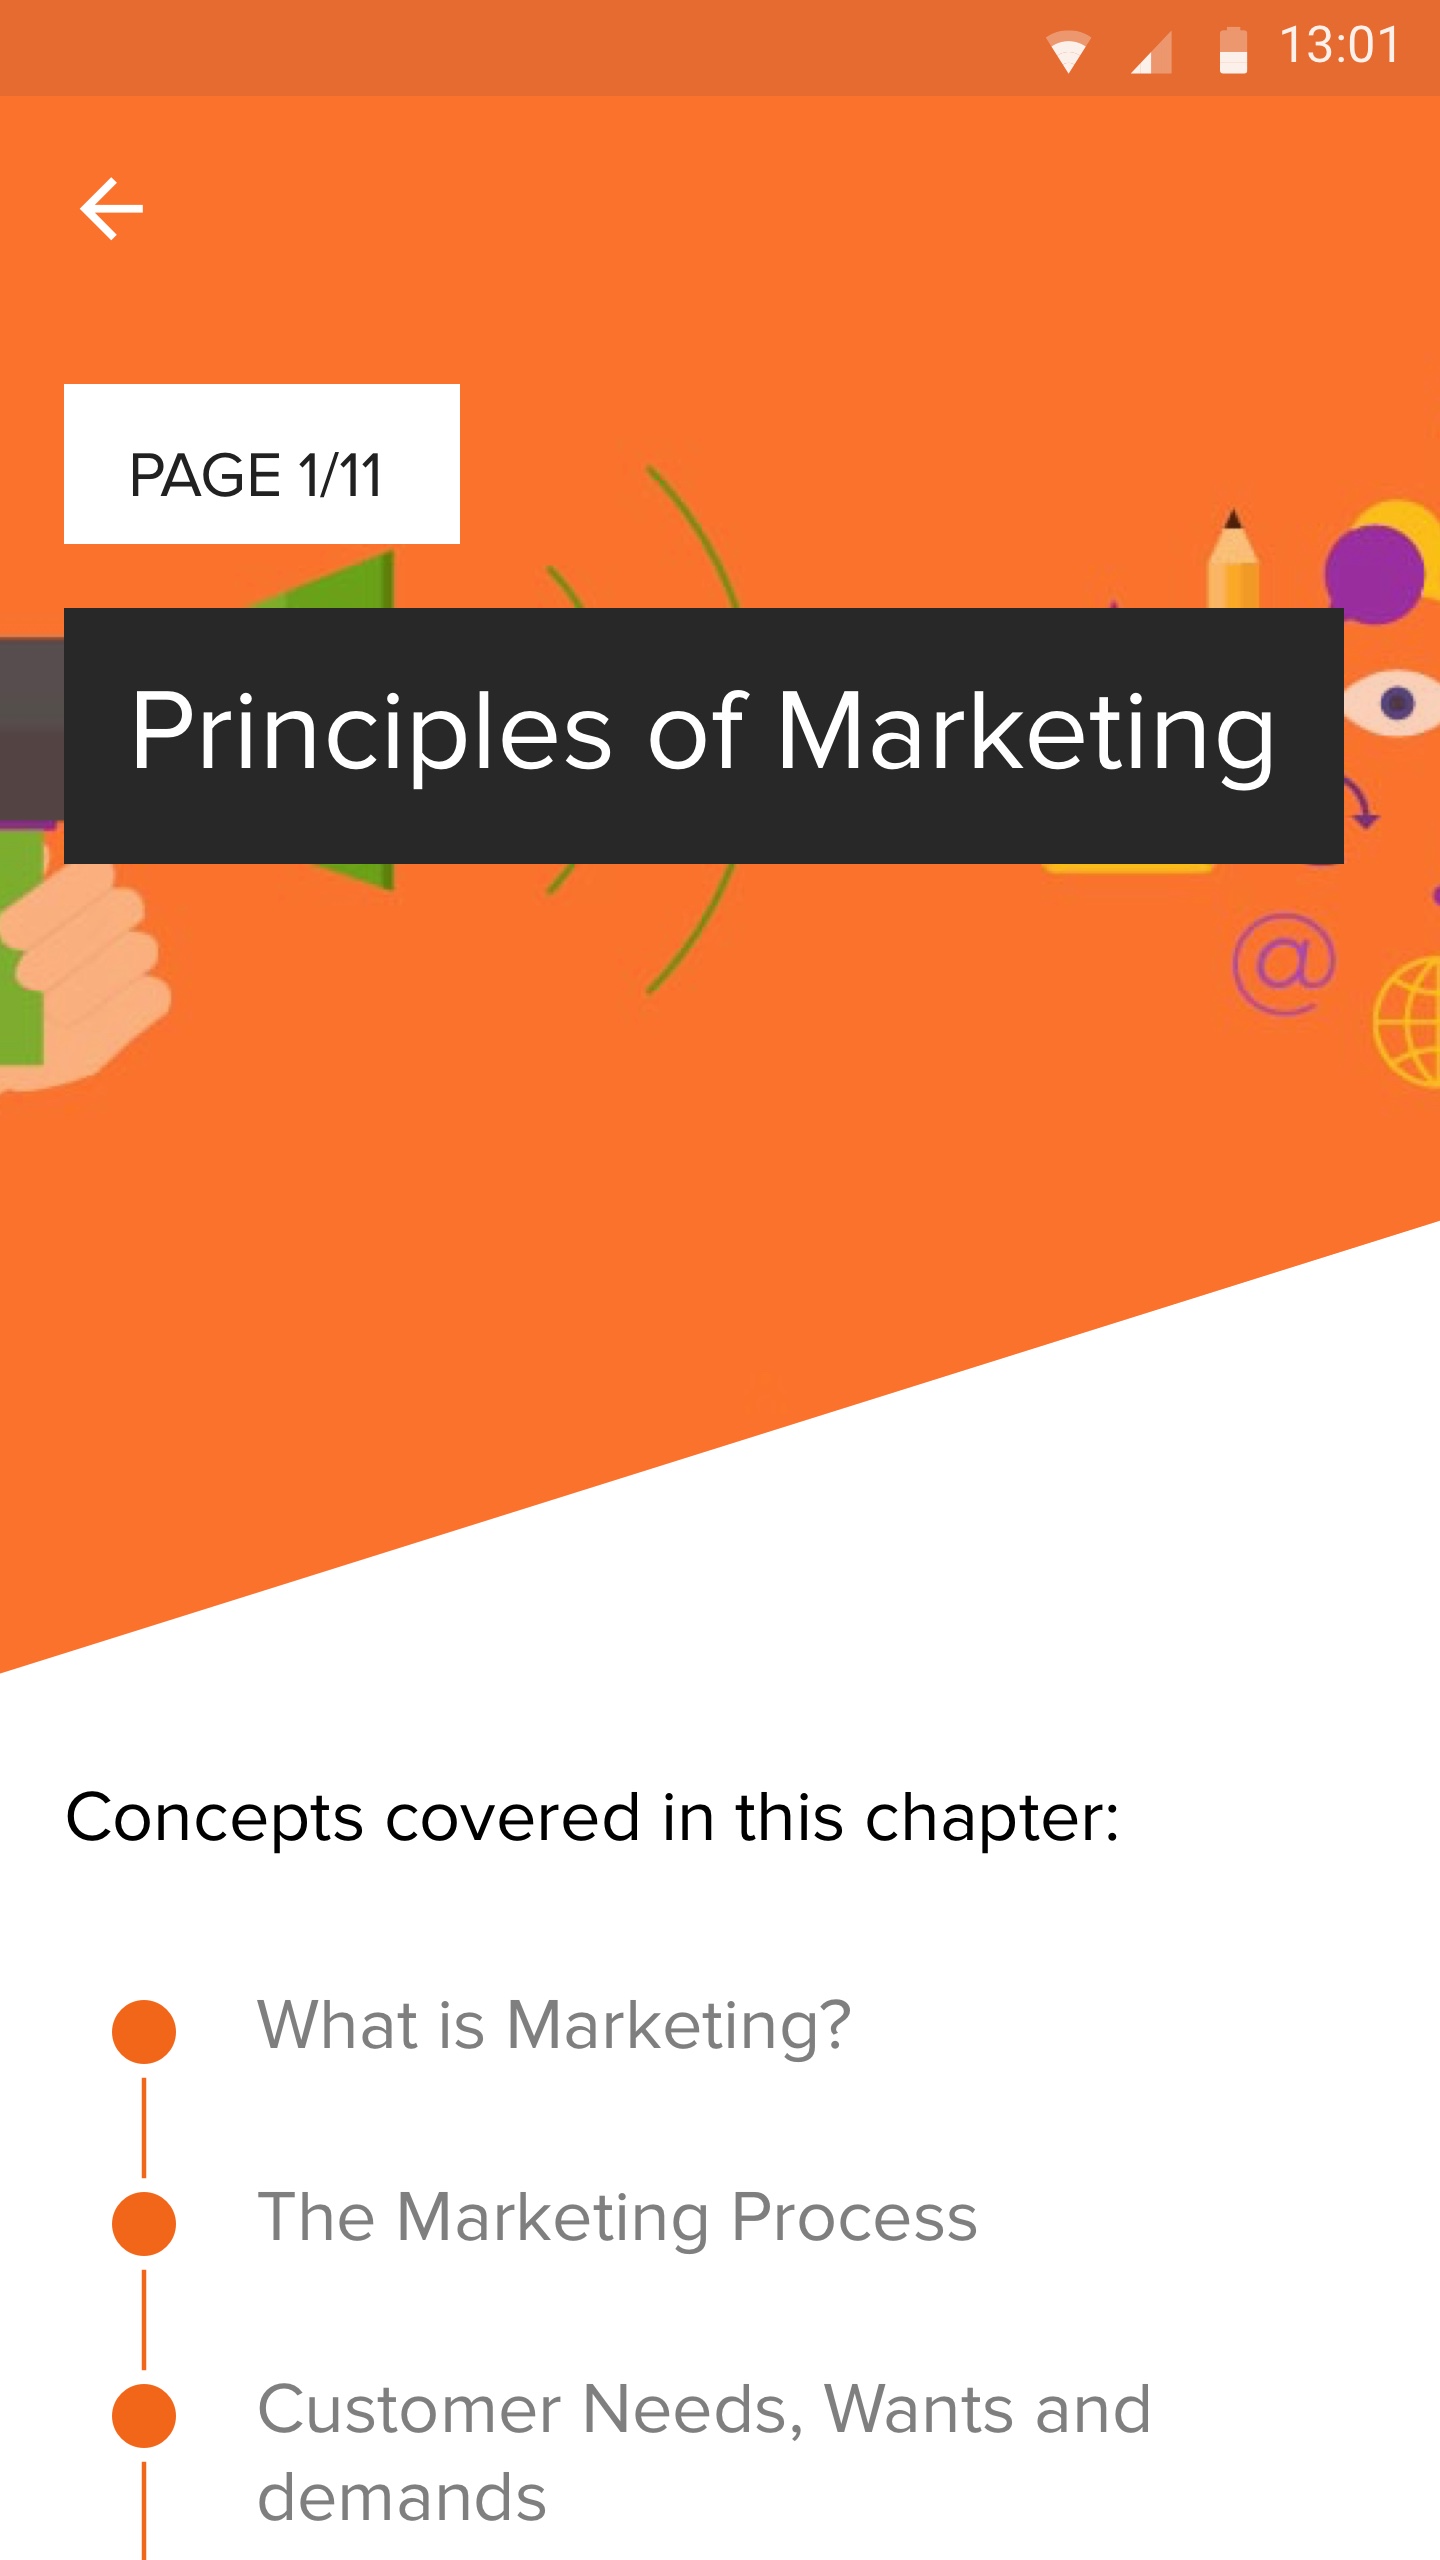 13:01
PAGE 1/11
Principles of Marketing
@
Concepts covered in this chapter:
What is Marketing?
The Marketing Process
Customer Needs, Wants and
demands